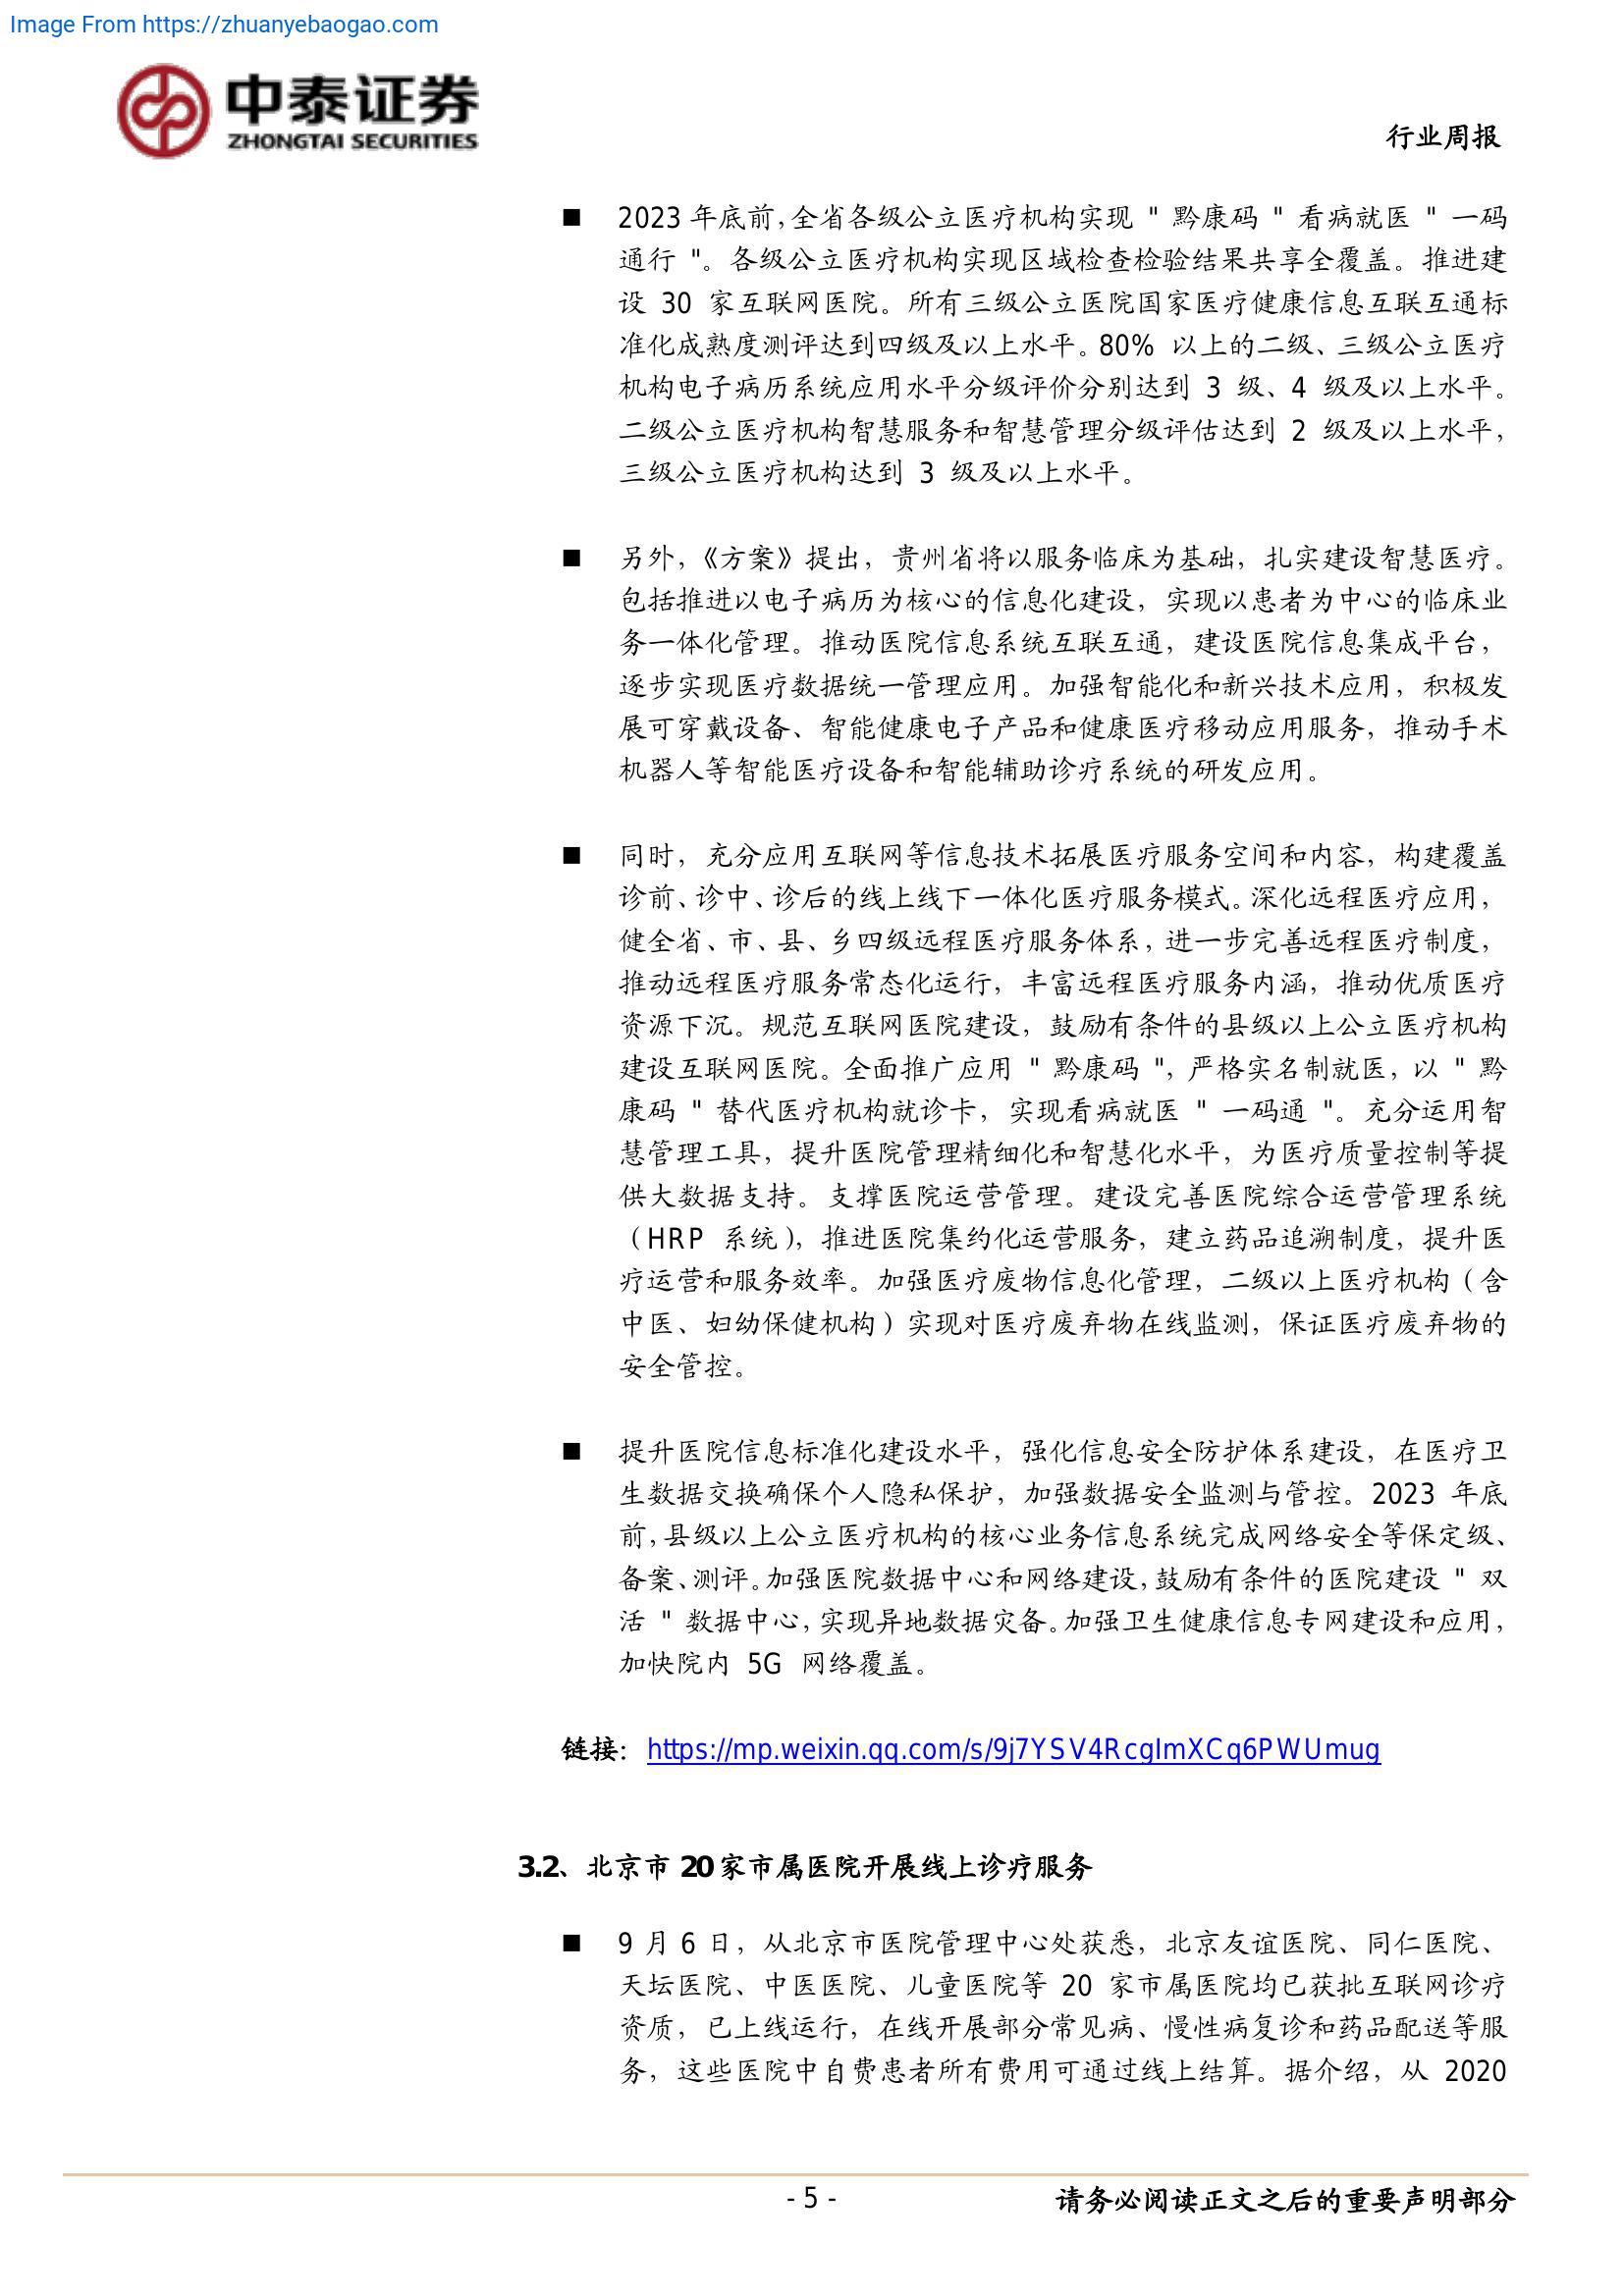 Image From https://zhuanyebaogao.com
中泰证券
ZHONGTAI SECURITIES
行业周报
■ 2023 年底前，全省各级公立医疗机构实现 " 黔康码 " 看病就医 " 一码
通行 "。各级公立医疗机构实现区域检查检验结果共享全覆盖。推进建
设 30 家互联网医院。所有三级公立医院国家医疗健康信息互联互通标
准化成熟度测评达到四级及以上水平。80% 以上的二级、三级公立医疗
机构电子病历系统应用水平分级评价分别达到 3 级、4 级及以上水平。
二级公立医疗机构智慧服务和智慧管理分级评估达到 2 级及以上水平，
三级公立医疗机构达到 3 级及以上水平。
■ 另外，《方案》提出，贵州省将以服务临床为基础，扎实建设智慧医疗。
包括推进以电子病历为核心的信息化建设，实现以患者为中心的临床业
务一体化管理。推动医院信息系统互联互通，建设医院信息集成平台，
逐步实现医疗数据统一管理应用。加强智能化和新兴技术应用，积极发
展可穿戴设备、智能健康电子产品和健康医疗移动应用服务，推动手术
机器人等智能医疗设备和智能辅助诊疗系统的研发应用。
■ 同时，充分应用互联网等信息技术拓展医疗服务空间和内容，构建覆盖
诊前、诊中、诊后的线上线下一体化医疗服务模式。深化远程医疗应用，
健全省、市、县、乡四级远程医疗服务体系，进一步完善远程医疗制度，
推动远程医疗服务常态化运行，丰富远程医疗服务内涵，推动优质医疗
资源下沉。规范互联网医院建设，鼓励有条件的县级以上公立医疗机构
建设互联网医院。全面推广应用 " 黔康码 "，严格实名制就医，以 " 黔
康码 " 替代医疗机构就诊卡，实现看病就医 " 一码通 "。充分运用智
慧管理工具，提升医院管理精细化和智慧化水平，为医疗质量控制等提
供大数据支持。支撑医院运营管理。建设完善医院综合运营管理系统
（HRP 系统），推进医院集约化运营服务，建立药品追溯制度，提升医
疗运营和服务效率。加强医疗废物信息化管理，二级以上医疗机构（含
中医、妇幼保健机构）实现对医疗废弃物在线监测，保证医疗废弃物的
安全管控。
■ 提升医院信息标准化建设水平，强化信息安全防护体系建设，在医疗卫
生数据交换确保个人隐私保护，加强数据安全监测与管控。2023 年底
前，县级以上公立医疗机构的核心业务信息系统完成网络安全等保定级、
备案、测评。加强医院数据中心和网络建设，鼓励有条件的医院建设 " 双
活 " 数据中心，实现异地数据灾备。加强卫生健康信息专网建设和应用，
加快院内 5G 网络覆盖。
链接：https://mp.weixin.qq.com/s/9j7YSV4RcgImXCq6PWUmug
3.2、北京市 20 家市属医院开展线上诊疗服务
■ 9 月 6 日，从北京市医院管理中心处获悉，北京友谊医院、同仁医院、
天坛医院、中医医院、儿童医院等 20 家市属医院均已获批互联网诊疗
资质，已上线运行，在线开展部分常见病、慢性病复诊和药品配送等服
务，这些医院中自费患者所有费用可通过线上结算。据介绍，从 2020
- 5 -
请务必阅读正文之后的重要声明部分